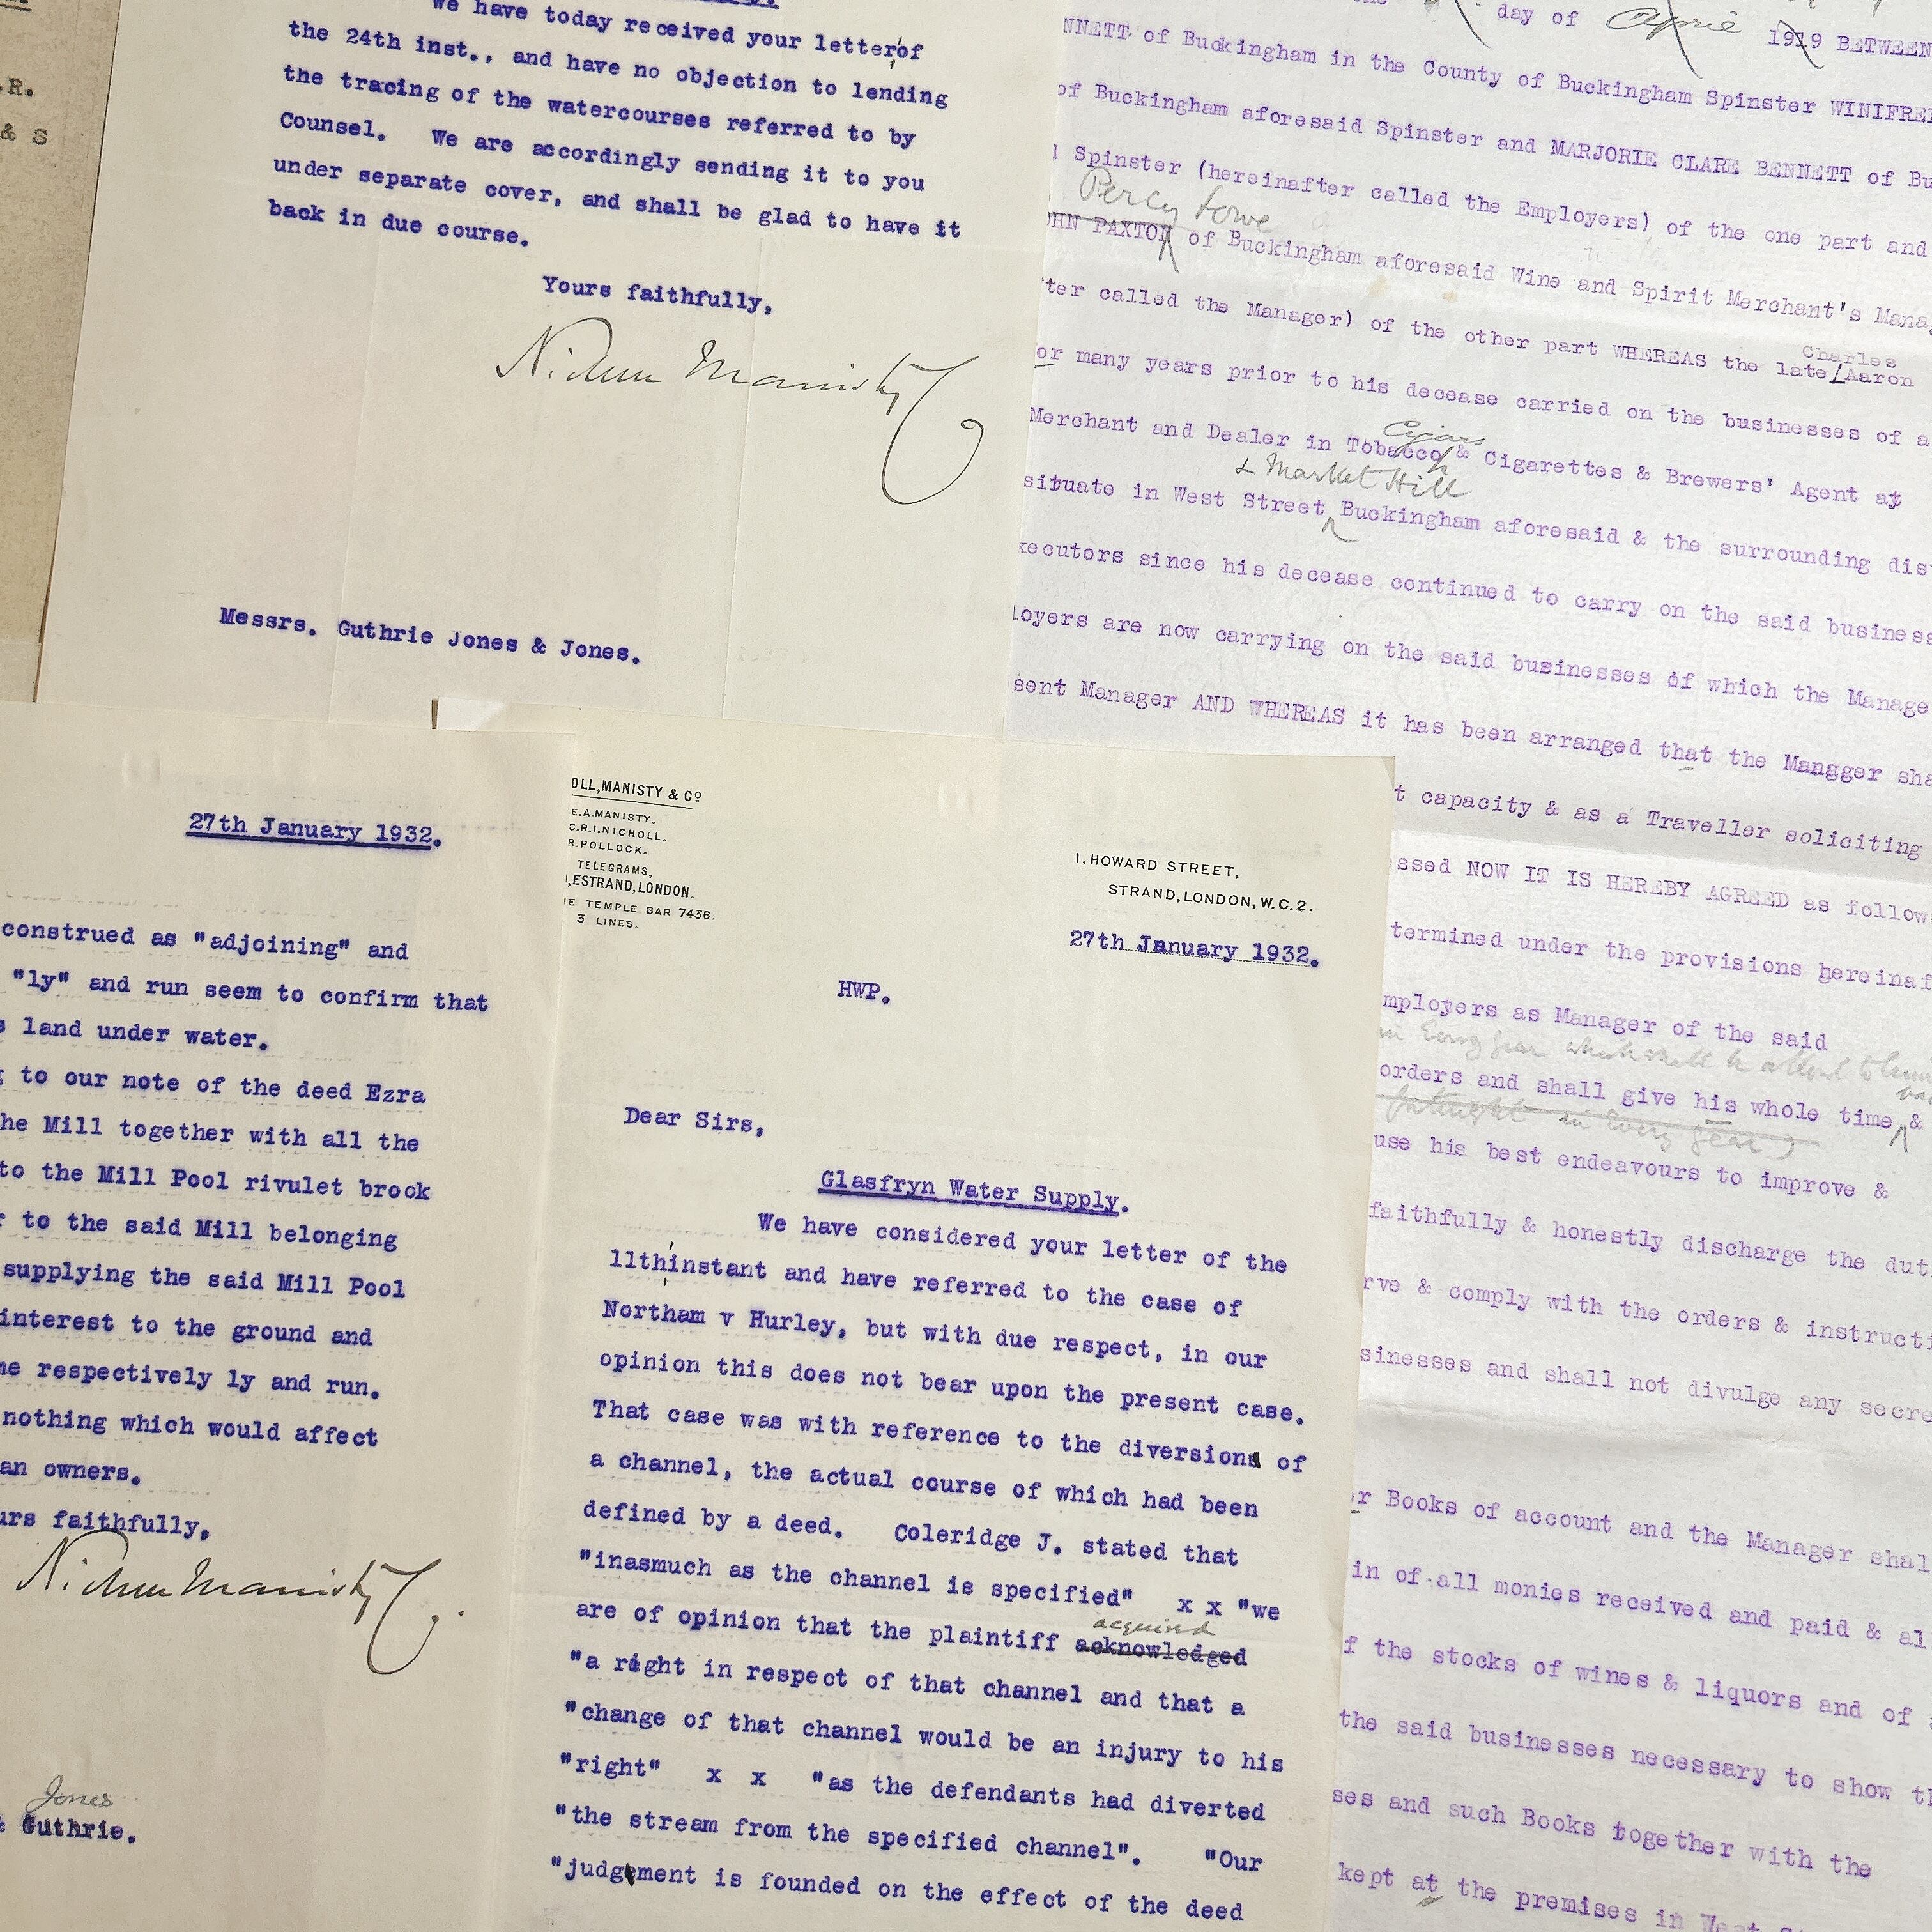 .R.
& S
We have today received your letter of
the 24th inst., and have no objection to lending
the tracing of the watercourses referred to by
Counsel. We are accordingly sending it to you
under separate cover, and shall be glad to have it
back in due course.
Yours faithfully,
Messrs. Guthrie Jones & Jones.
day of April 1919 BETWEEN
NNETT of Buckingham in the County of Buckingham Spinster WINIFRE
of Buckingham aforesaid Spinster and MARJORIE CLARE BENNETT of Bu
Spinster (hereinafter called the Employers) of the one part and
Percy
OHN PAXTON of Buckingham aforesaid Wine and Spirit Merchant's Mana
ter called the Manager) of the other part WHEREAS the late Aaron
Charles
or many years prior to his decease carried on the businesses of a
Cigars
Merchant and Dealer in Tobacco & Cigarettes & Brewers' Agent at
& Market Hill
situate in West Street Buckingham aforesaid & the surrounding dis
xecutors since his decease continued to carry on the said business
loyers are now carrying on the said businesses of which the Manage
sent Manager AND WHEREAS it has been arranged that the Manager sha
t capacity & as a Traveller soliciting
ssed NOW IT IS HEREBY AGREED as follow
termined under the provisions hereinaf
mployers as Manager of the said
orders and shall give his whole time &
fortnight in every year)
use his best endeavours to improve &
faithfully & honestly discharge the dut
rve & comply with the orders & instructi
sinesses and shall not divulge any secre
r Books of account and the Manager shal
in of all monies received and paid & al
f the stocks of wines & liquors and of
the said businesses necessary to show th
ses and such Books together with the
kept at the premises in West
27th January 1932.
construed as "adjoining" and
"ly" and run seem to confirm that
s land under water.
g to our note of the deed Ezra
he Mill together with all the
to the Mill Pool rivulet brook
r to the said Mill belonging
supplying the said Mill Pool
interest to the ground and
me respectively ly and run.
nothing which would affect
an owners.
urs faithfully,
Jones
& Guthrie.
OLL, MANISTY & Co
E.A.MANISTY.
C.R.I.NICHOLL.
R.POLLOCK.
TELEGRAMS,
,ESTRAND,LONDON.
NE TEMPLE BAR 7436.
3 LINES.
1.HOWARD STREET,
STRAND,LONDON,W.C.2.
27th January 1932.
HWP.
Dear Sirs,
Glasfryn Water Supply.
We have considered your letter of the
11th instant and have referred to the case of
Northam v Hurley, but with due respect, in our
opinion this does not bear upon the present case.
That case was with reference to the diversion of
a channel, the actual course of which had been
defined by a deed. Coleridge J. stated that
"inasmuch as the channel is specified" x x "we
are of opinion that the plaintiff acknowledged
acquired
"a right in respect of that channel and that a
"change of that channel would be an injury to his
"right" x x "as the defendants had diverted
"the stream from the specified channel". "Our
"judgement is founded on the effect of the deed